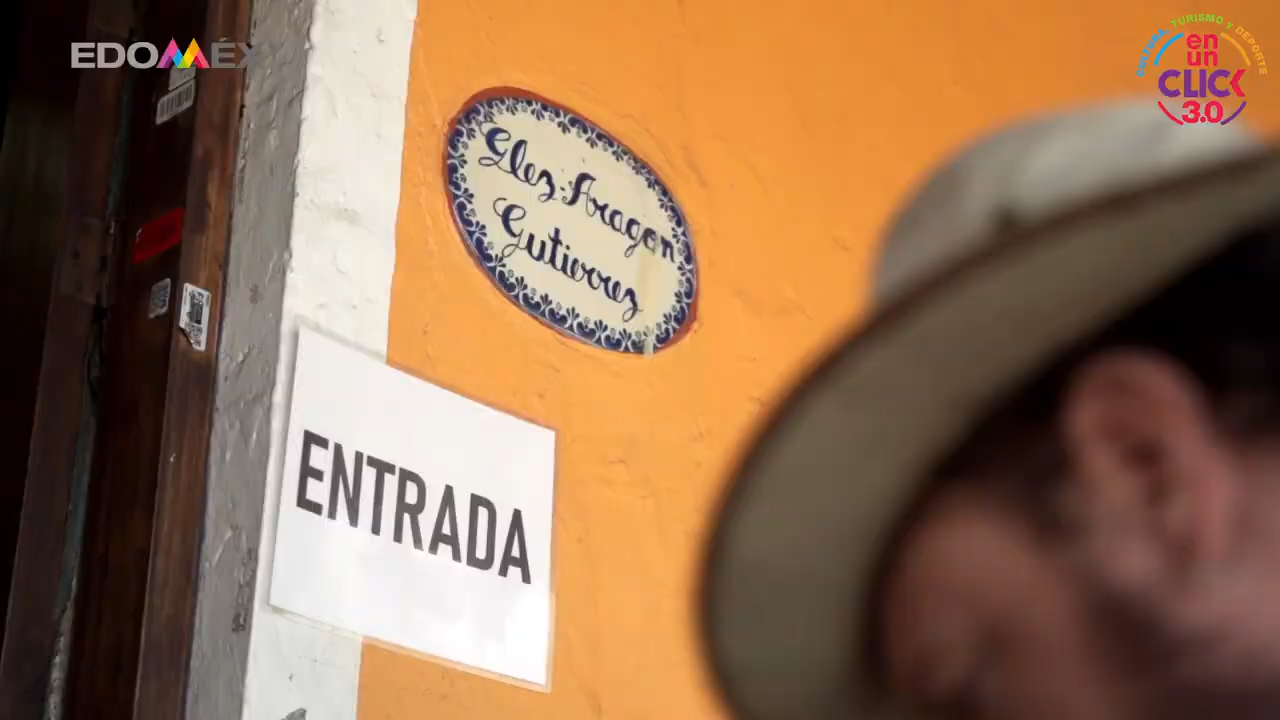 EDOMÉX
CULTURA, TURISMO Y DEPORTE
en
un
CLICK
3.0
Glez-Aragon
Gutierrez
ENTRADA